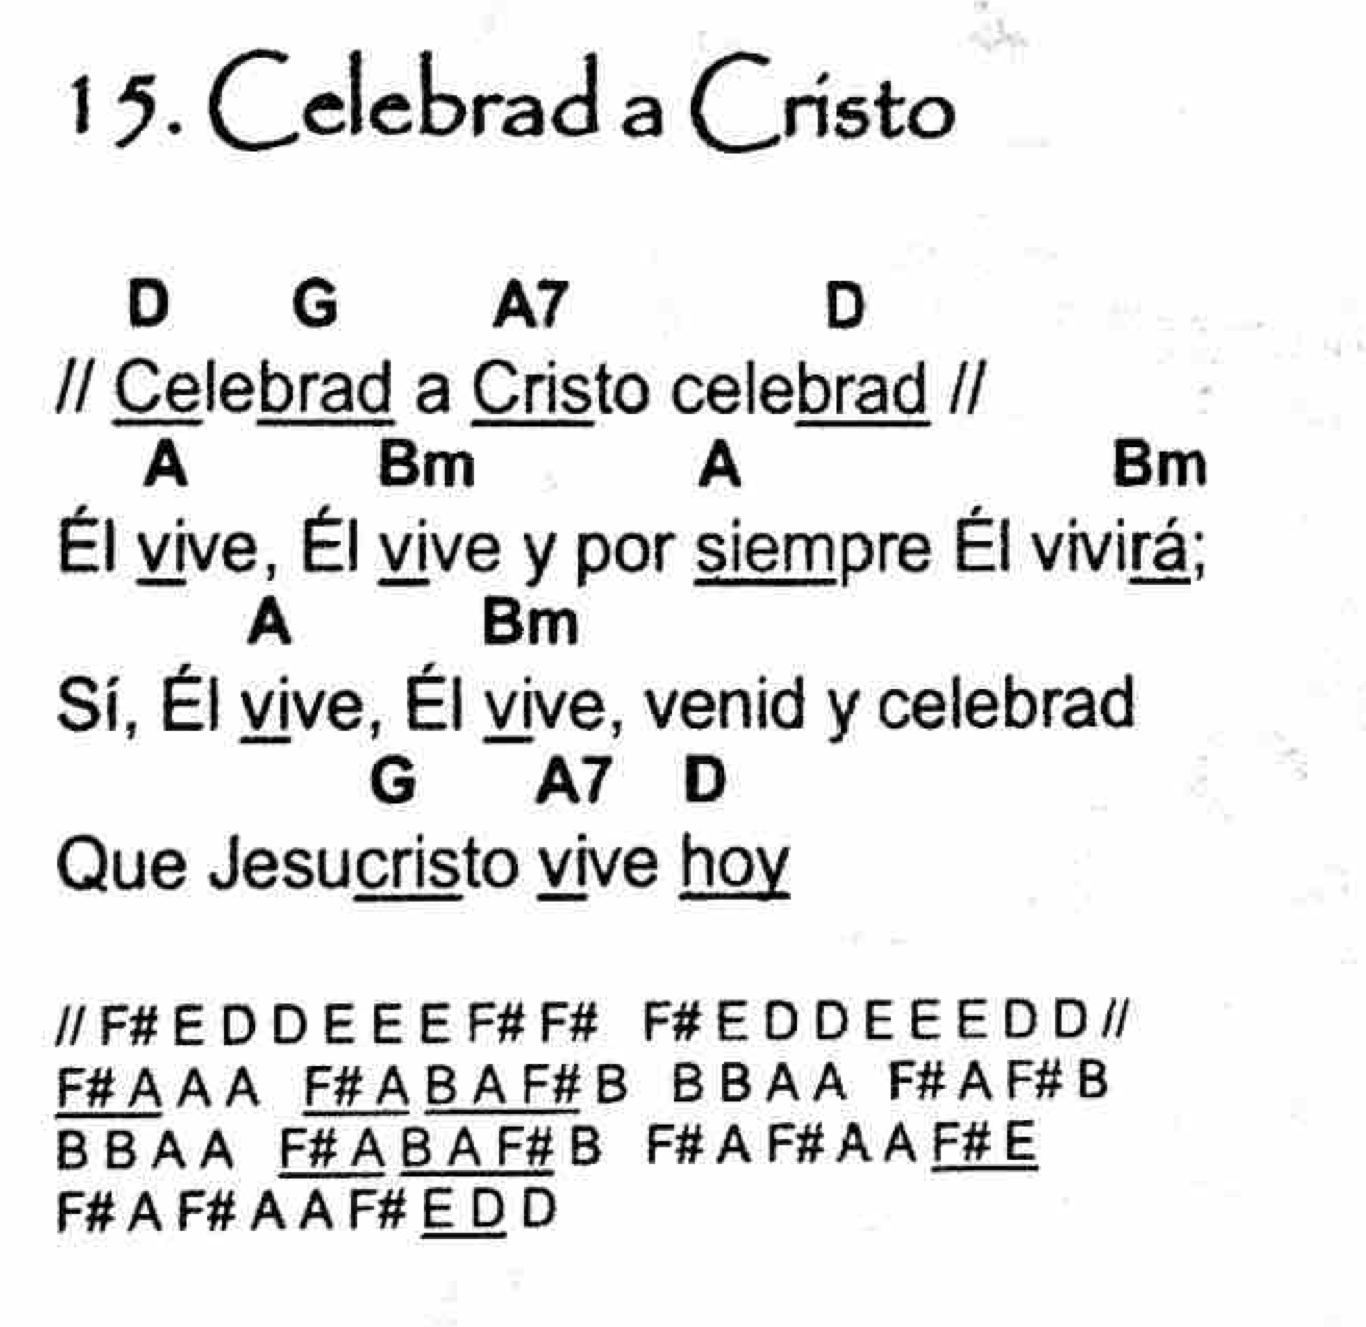 15. Celebrad a Cristo
D G A7 D
// Celebrad a Cristo celebrad //
A Bm A Bm
Él vive, Él vive y por siempre Él vivirá;
A Bm
Sí, Él vive, Él vive, venid y celebrad
G A7 D
Que Jesucristo vive hoy
// F# E D D E E E F# F# F# E D D E E E D D //
F# A A A F# A B A F# B B B A A F# A F# B
B B A A F# A B A F# B F# A F# A A F# E
F# A F# A A F# E D D